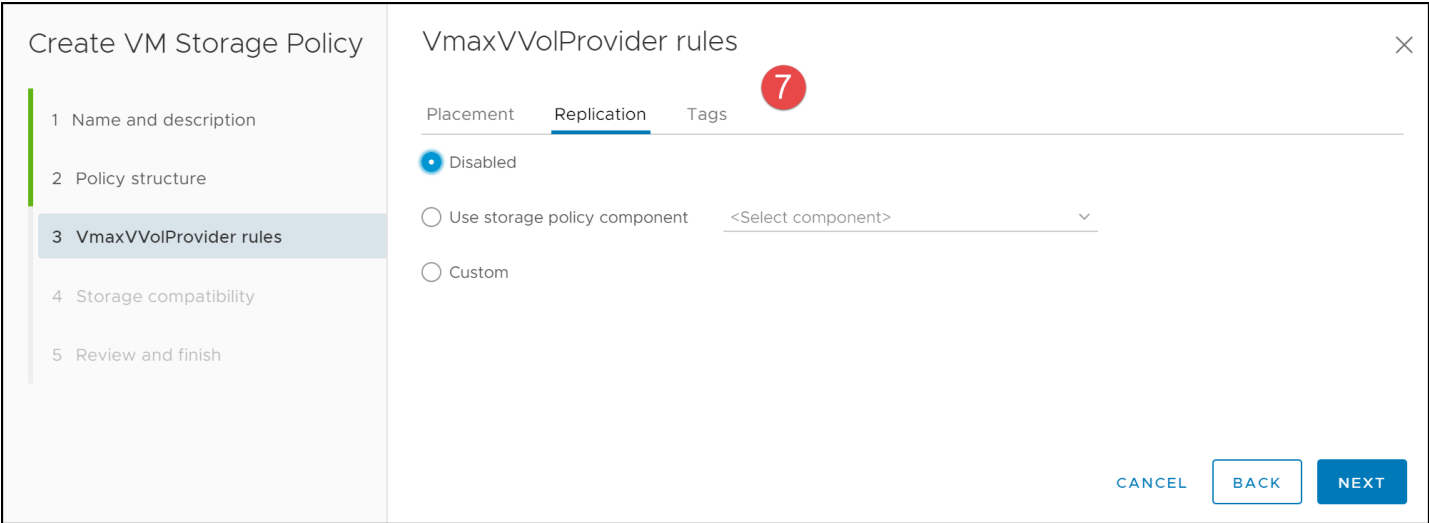 Create VM Storage Policy
1 Name and description
2 Policy structure
3 VmaxVVolProvider rules
4 Storage compatibility
5 Review and finish
VmaxVVolProvider rules
7
Placement Replication Tags
Disabled
Use storage policy component <Select component>
Custom
CANCEL BACK NEXT